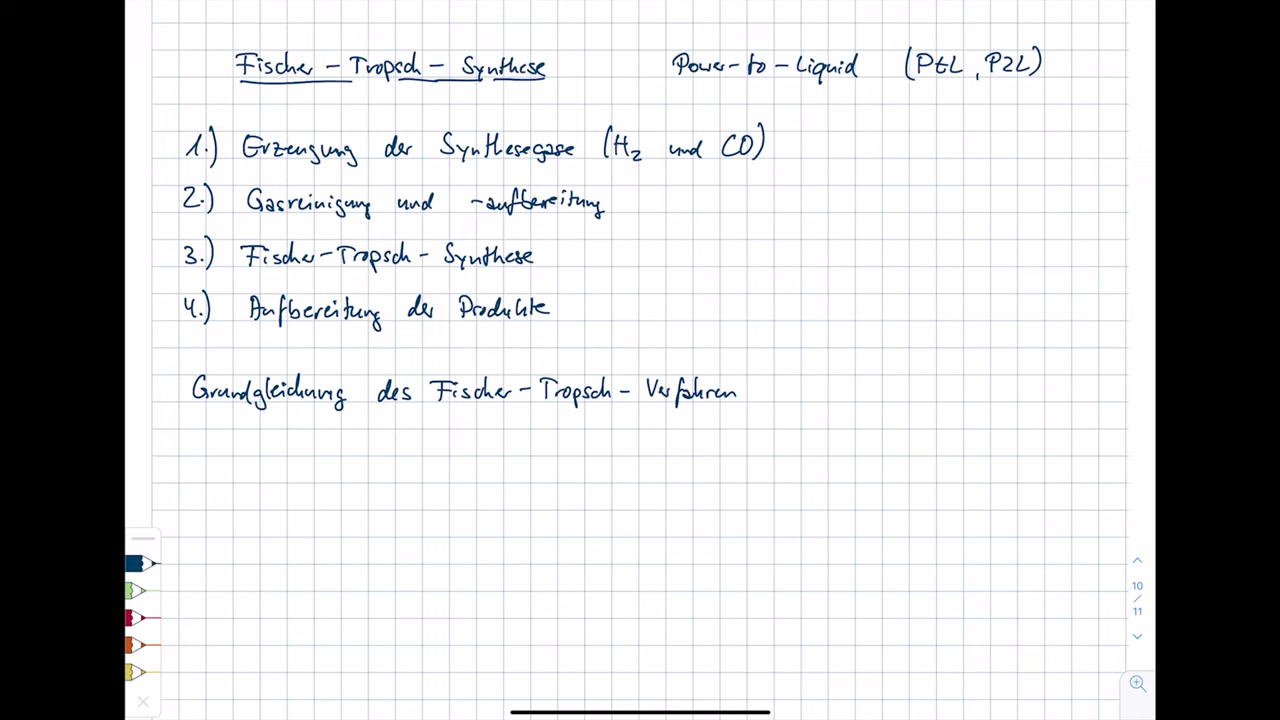 Fischer-Tropsch-Synthese Power-to-Liquid (PtL, P2L)
1.) Erzeugung der Synthesegase (H₂ und CO)
2.) Gasreinigung und -aufbereitung
3.) Fischer-Tropsch-Synthese
4.) Aufbereitung der Produkte
Grundgleichung des Fischer-Tropsch-Verfahren
10
/
11